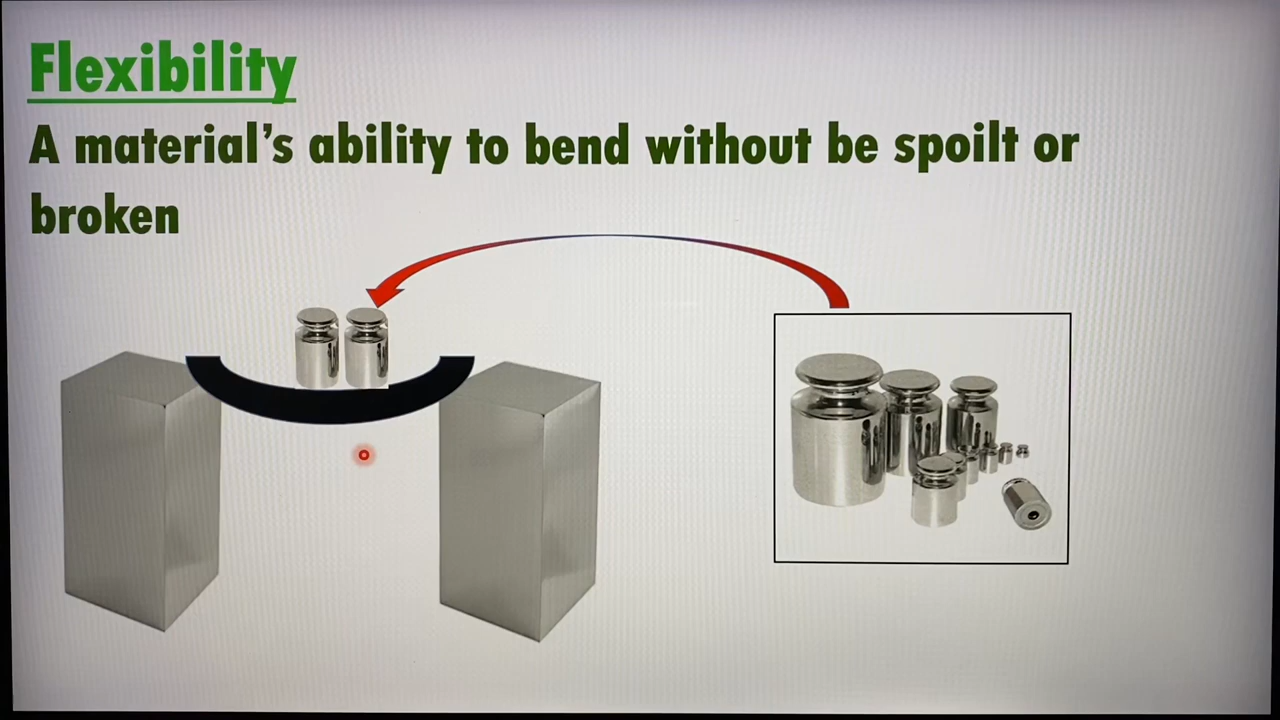 Flexibility
A material's ability to bend without be spoilt or
broken